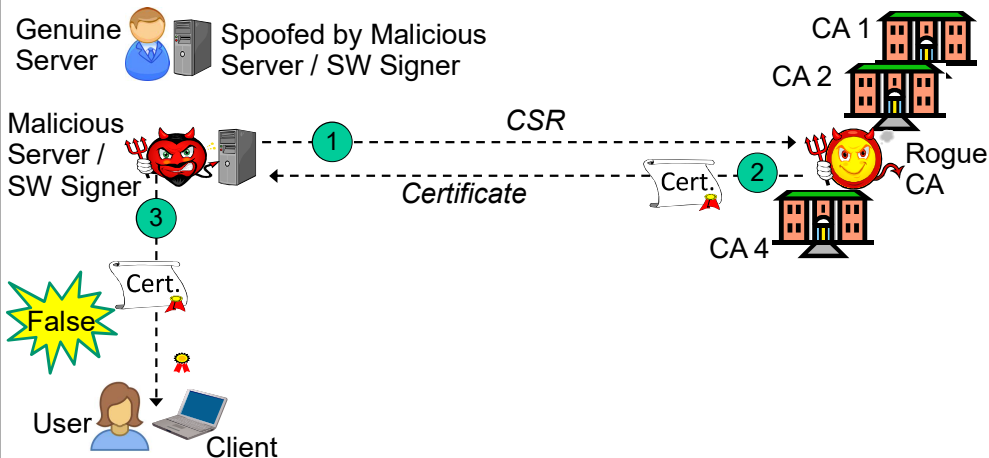 Genuine
Server
Spoofed by Malicious
Server / SW Signer
CA 1
CA 2
Malicious
Server /
SW Signer
1
CSR
Rogue
CA
2
Cert.
Certificate
3
CA 4
Cert.
False
User
Client